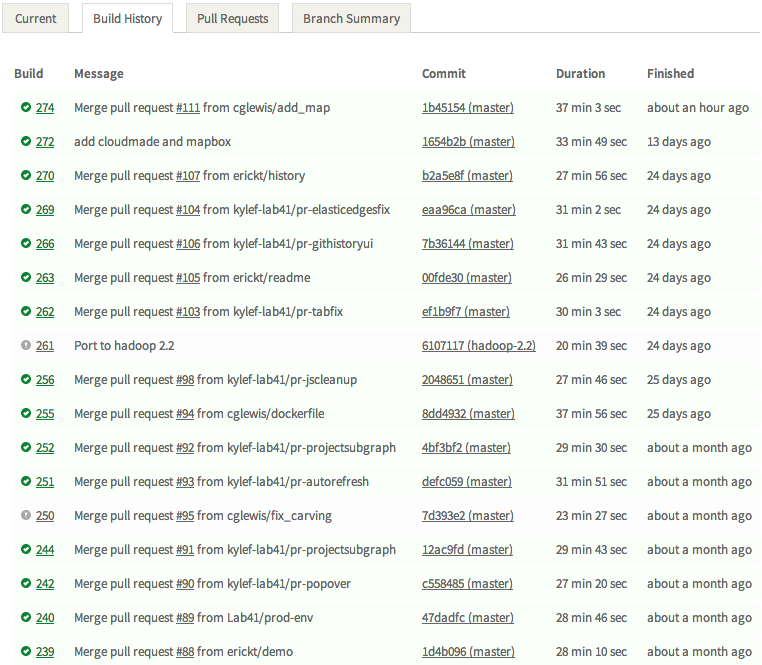 Current Build History Pull Requests Branch Summary
Build Message Commit Duration Finished
274 Merge pull request #111 from cglewis/add_map 1b45154 (master) 37 min 3 sec about an hour ago
272 add cloudmade and mapbox 1654b2b (master) 33 min 49 sec 13 days ago
270 Merge pull request #107 from erickt/history b2a5e8f (master) 27 min 56 sec 24 days ago
269 Merge pull request #104 from kylef-lab41/pr-elasticedgesfix eaa96ca (master) 31 min 2 sec 24 days ago
266 Merge pull request #106 from kylef-lab41/pr-githistoryui 7b36144 (master) 31 min 43 sec 24 days ago
263 Merge pull request #105 from erickt/readme 00fde30 (master) 26 min 29 sec 24 days ago
262 Merge pull request #103 from kylef-lab41/pr-tabfix ef1b9f7 (master) 30 min 3 sec 24 days ago
261 Port to hadoop 2.2 6107117 (hadoop-2.2) 20 min 39 sec 24 days ago
256 Merge pull request #98 from kylef-lab41/pr-jscleanup 2048651 (master) 27 min 46 sec 25 days ago
255 Merge pull request #94 from cglewis/dockerfile 8dd4932 (master) 37 min 56 sec 25 days ago
252 Merge pull request #92 from kylef-lab41/pr-projectsubgraph 4bf3bf2 (master) 29 min 30 sec about a month ago
251 Merge pull request #93 from kylef-lab41/pr-autorefresh defc059 (master) 31 min 51 sec about a month ago
250 Merge pull request #95 from cglewis/fix_carving 7d393e2 (master) 23 min 27 sec about a month ago
244 Merge pull request #91 from kylef-lab41/pr-projectsubgraph 12ac9fd (master) 29 min 43 sec about a month ago
242 Merge pull request #90 from kylef-lab41/pr-popover c558485 (master) 27 min 20 sec about a month ago
240 Merge pull request #89 from Lab41/prod-env 47dadfc (master) 28 min 46 sec about a month ago
239 Merge pull request #88 from erickt/demo 1d4b096 (master) 28 min 10 sec about a month ago